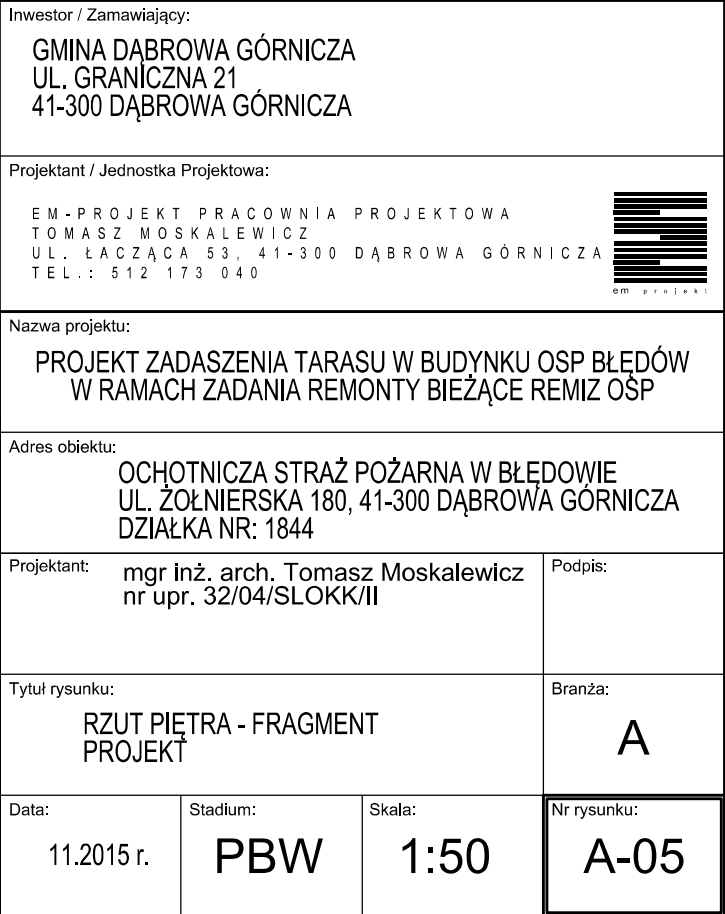 Inwestor / Zamawiający:
GMINA DĄBROWA GÓRNICZA
UL. GRANICZNA 21
41-300 DĄBROWA GÓRNICZA
Projektant / Jednostka Projektowa:
EM-PROJEKT PRACOWNIA PROJEKTOWA
TOMASZ MOSKALEWICZ
UL. ŁACZĄCA 53, 41-300 DĄBROWA GÓRNICZA
TEL.: 512 173 040
em projekt
Nazwa projektu:
PROJEKT ZADASZENIA TARASU W BUDYNKU OSP BŁĘDÓW
W RAMACH ZADANIA REMONTY BIEŻĄCE REMIZ OSP
Adres obiektu:
OCHOTNICZA STRAŻ POŻARNA W BŁĘDOWIE
UL. ŻOŁNIERSKA 180, 41-300 DĄBROWA GÓRNICZA
DZIAŁKA NR: 1844
Projektant:
mgr inż. arch. Tomasz Moskalewicz
nr upr. 32/04/SLOKK/II
Podpis:
Tytuł rysunku:
RZUT PIĘTRA - FRAGMENT
PROJEKT
Branża:
A
Data:
11.2015 r.
Stadium:
PBW
Skala:
1:50
Nr rysunku:
A-05